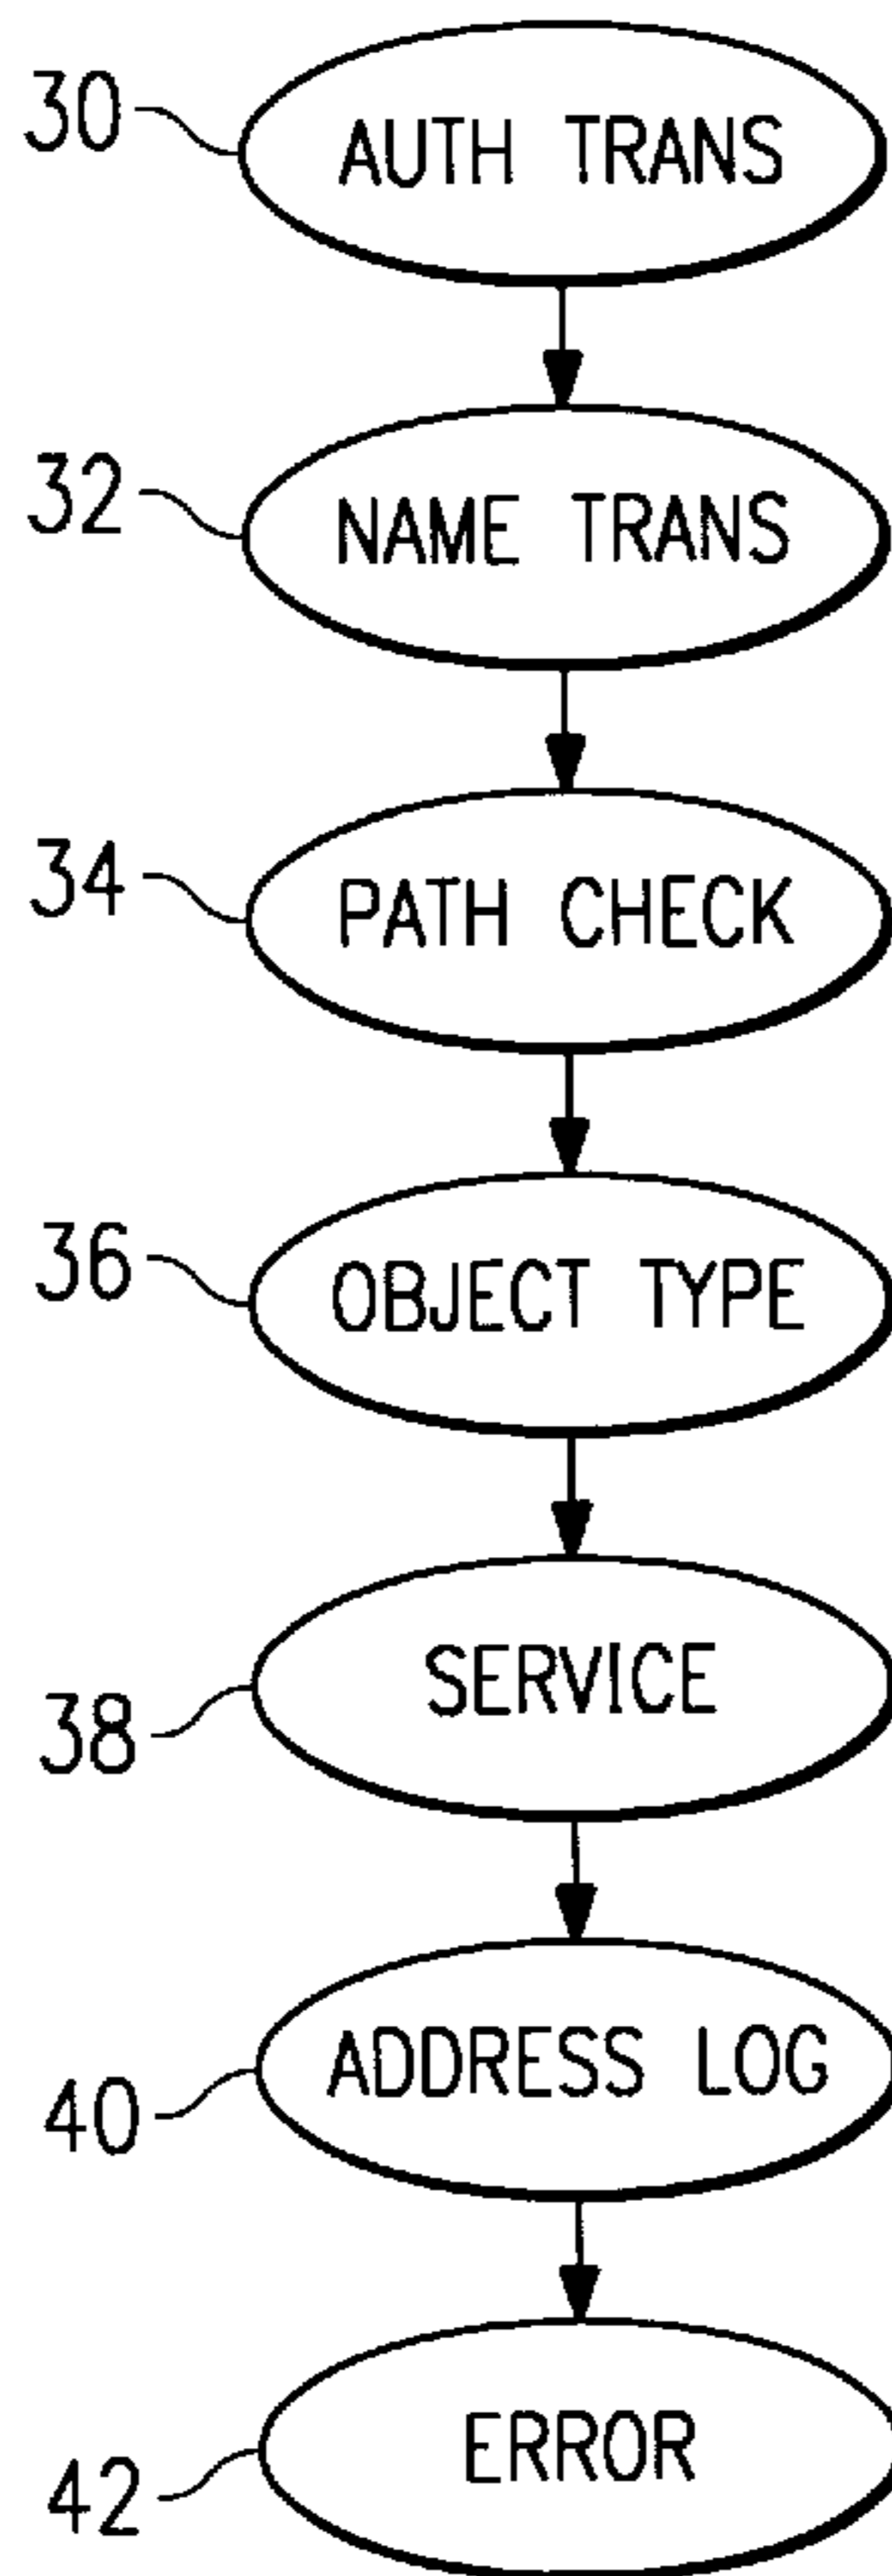 30 AUTH TRANS
32 NAME TRANS
34 PATH CHECK
36 OBJECT TYPE
38 SERVICE
40 ADDRESS LOG
42 ERROR